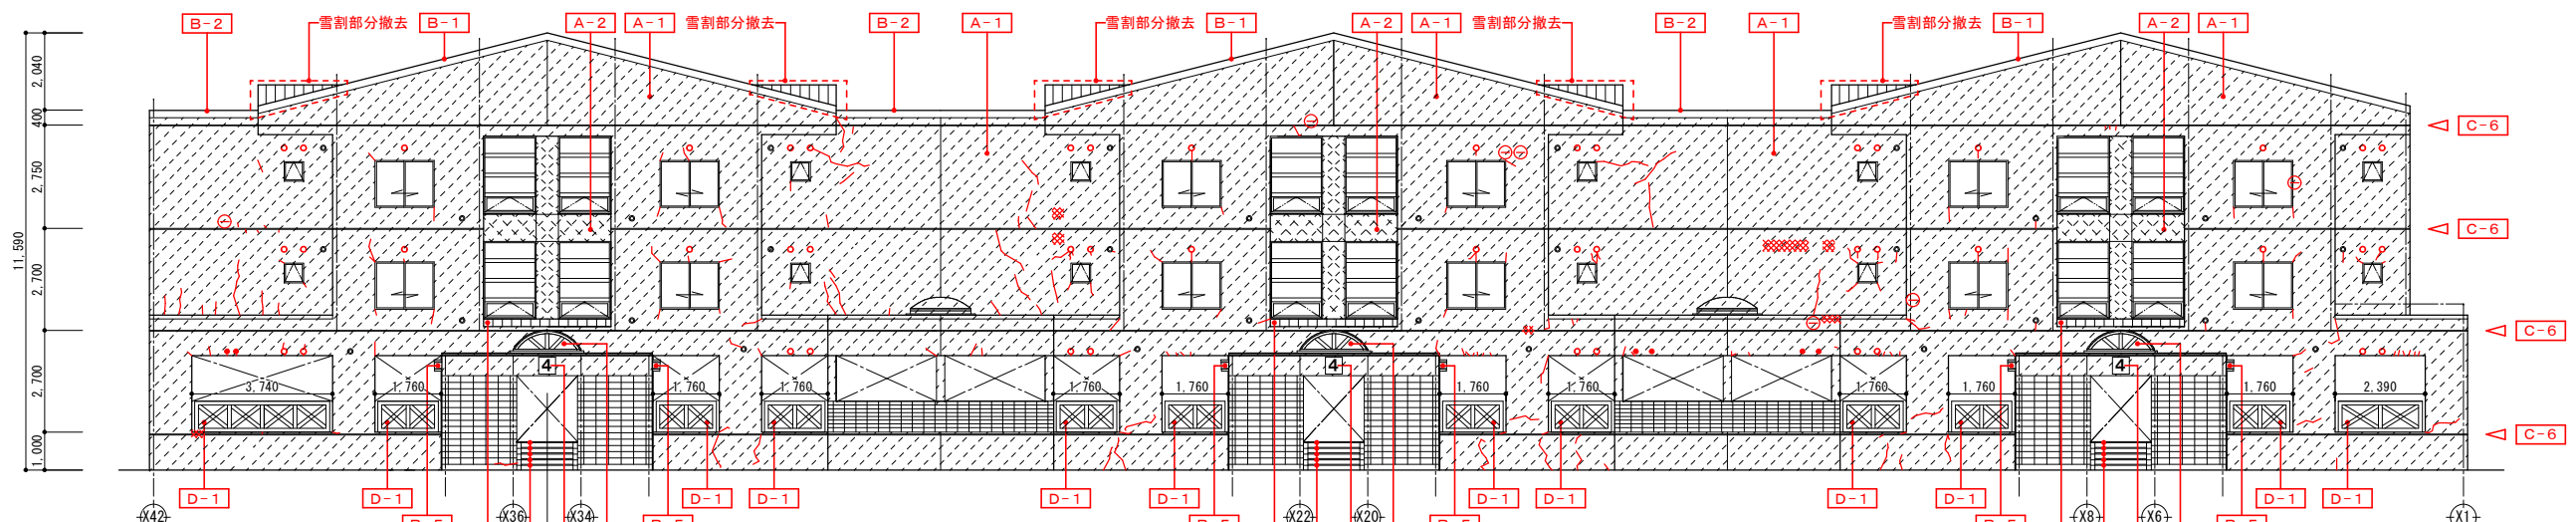 B-2
雪割部分撤去
B-1
A-2
A-1
雪割部分撤去
B-2
A-1
雪割部分撤去
B-1
A-2
A-1
雪割部分撤去
B-2
A-1
雪割部分撤去
B-1
A-2
A-1
11,590
2,040
400
2,750
2,700
2,700
1,000
C-6
C-6
C-6
C-6
4
4
4
3,740
1,760
1,760
1,760
1,760
1,760
1,760
1,760
1,760
1,760
1,760
2,390
D-1
D-1
D-1
D-1
D-1
D-1
D-1
D-1
D-1
D-1
D-1
D-1
X42
X36
X34
X22
X20
X8
X6
X1